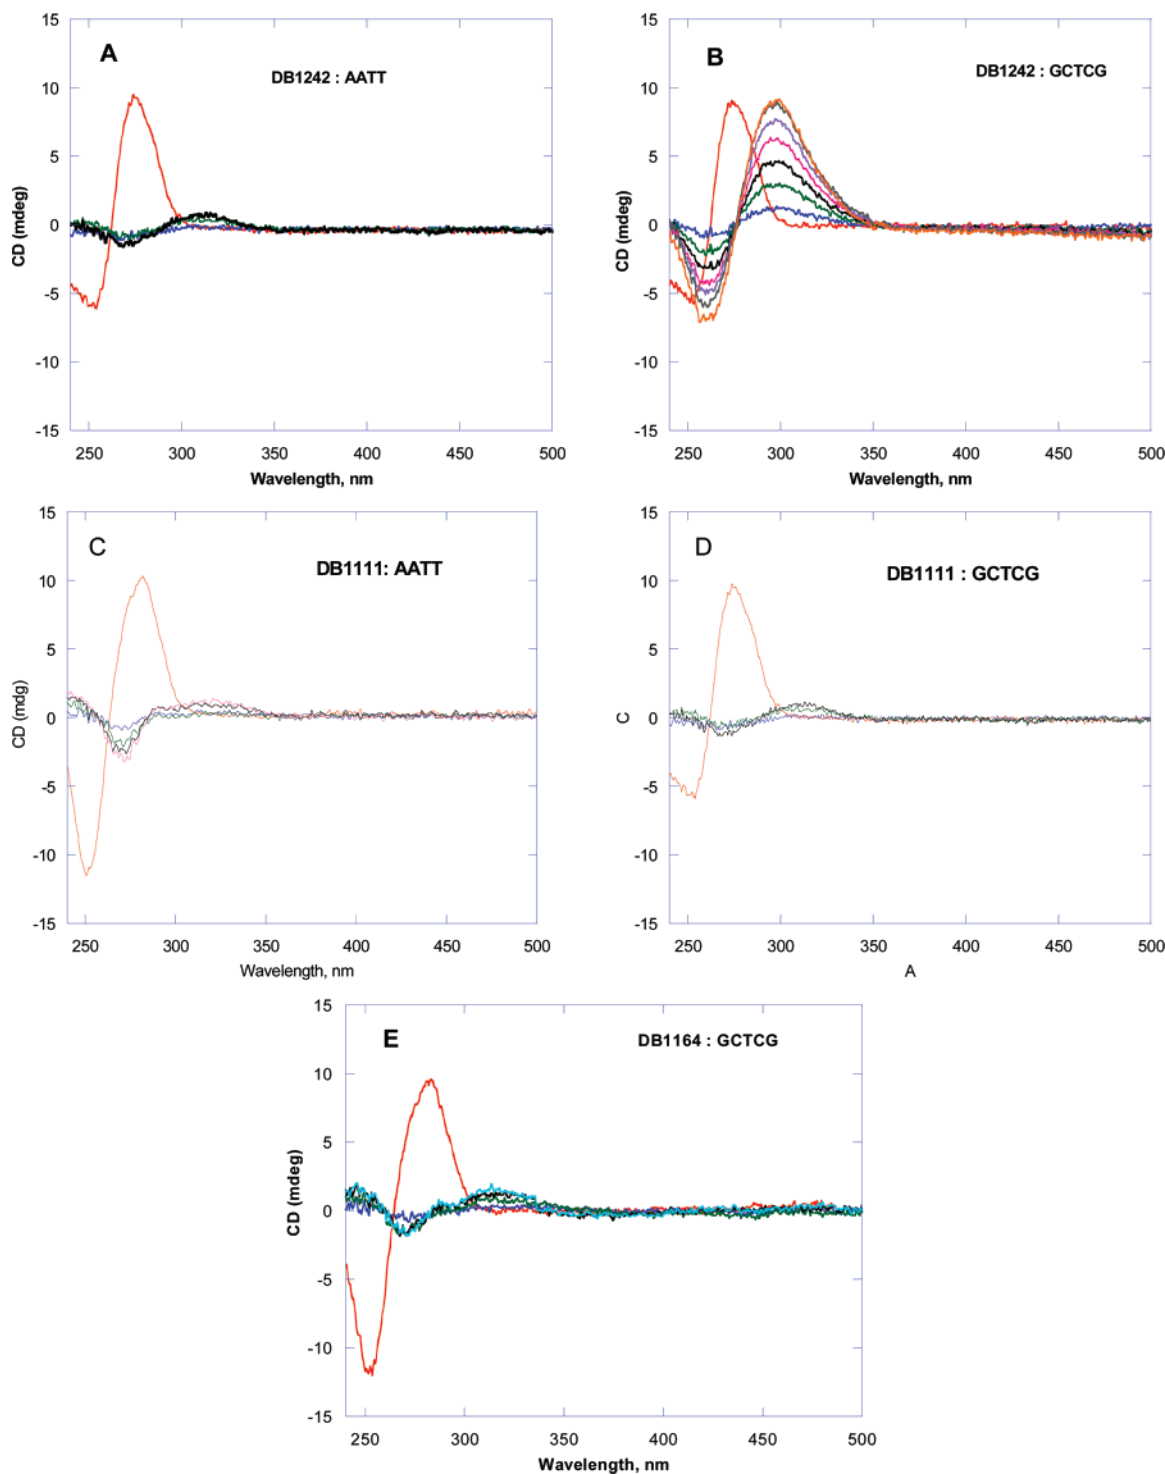 A
DB1242 : AATT
CD (mdeg)
15
10
5
0
-5
-10
-15
250 300 350 400 450 500
Wavelength, nm
B
DB1242 : GCTCG
CD (mdeg)
15
10
5
0
-5
-10
-15
250 300 350 400 450 500
Wavelength, nm
C
DB1111: AATT
CD (mdg)
15
10
5
0
-5
-10
-15
250 300 350 400 450 500
Wavelength, nm
D
DB1111 : GCTCG
C
15
10
5
0
-5
-10
-15
250 300 350 400 450 500
A
E
DB1164 : GCTCG
CD (mdeg)
15
10
5
0
-5
-10
-15
250 300 350 400 450 500
Wavelength, nm